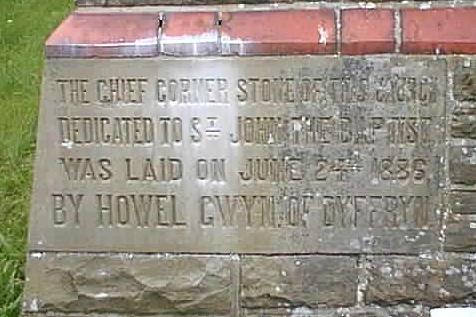 THE CHIEF CORNER STONE OF THIS CHURCH
DEDICATED TO ST JOHN THE BAPTIST
WAS LAID ON JUNE 24TH 1886
BY HOWEL GWYN, OF DYFFRYN